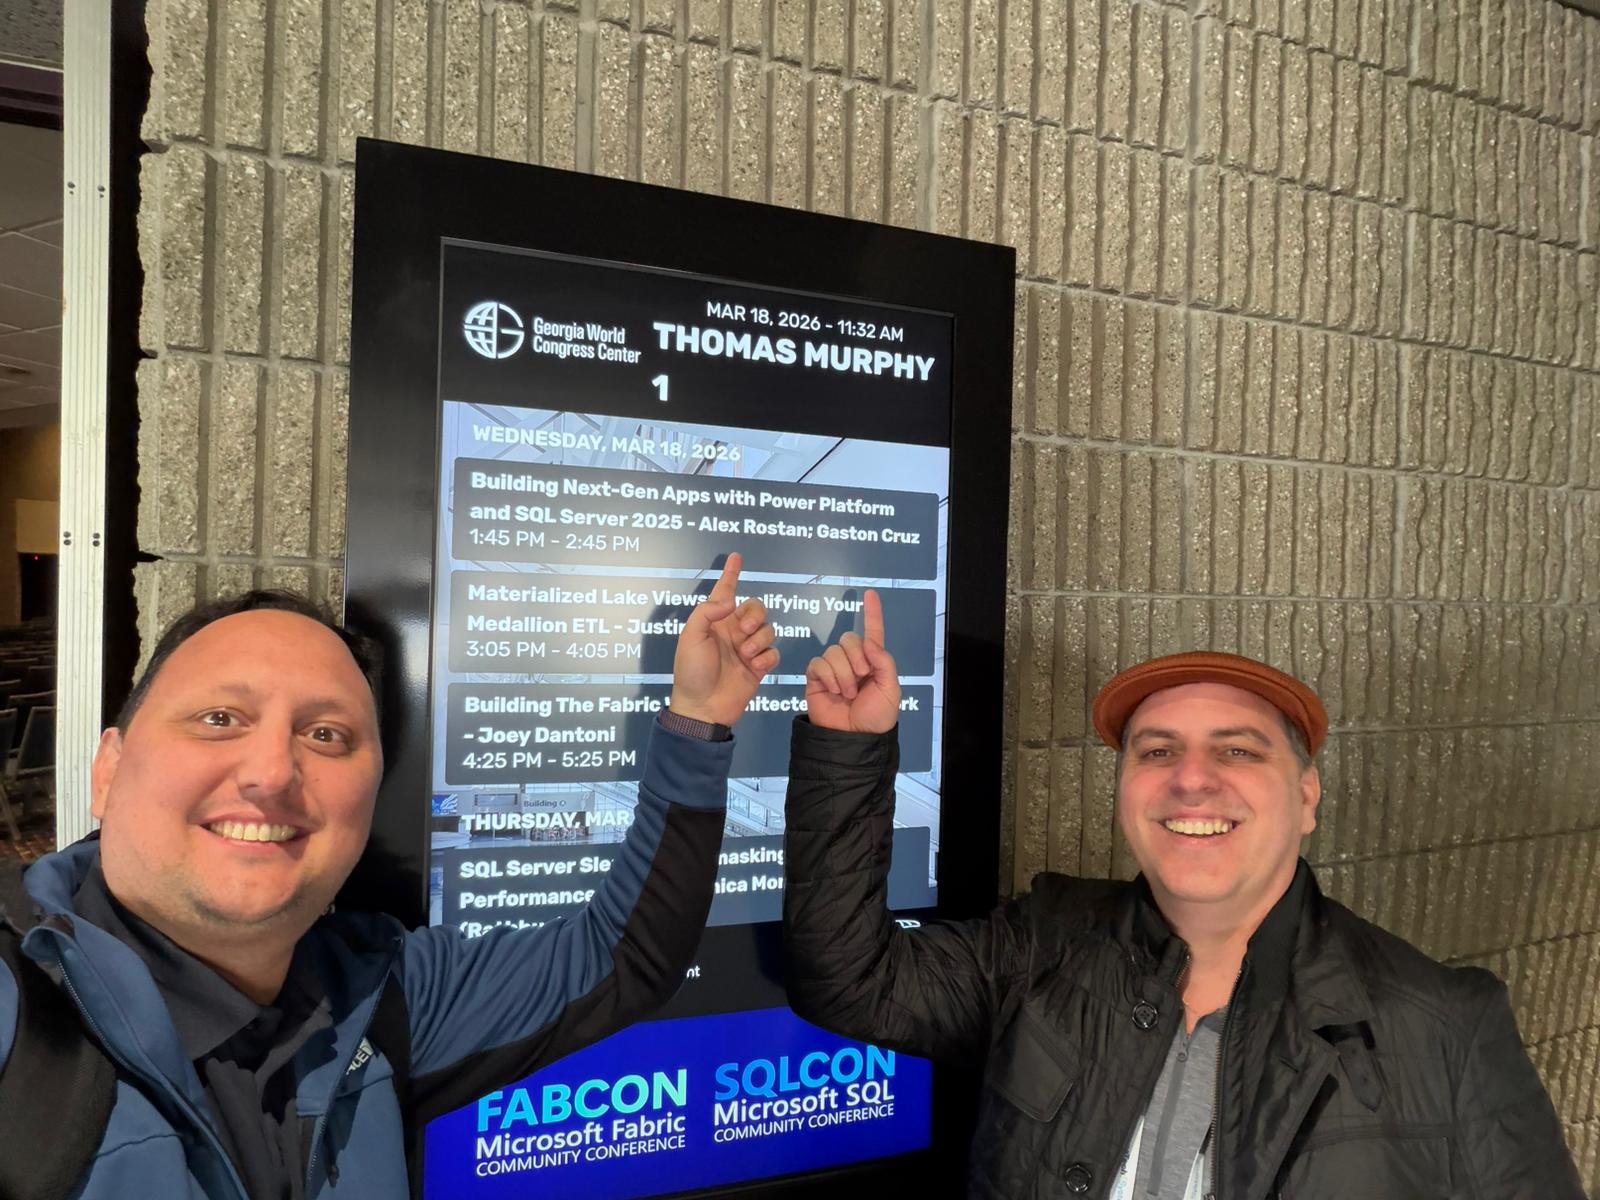 Georgia World
Congress Center
MAR 18, 2026 - 11:32 AM
THOMAS MURPHY
1
WEDNESDAY, MAR 18, 2026
Building Next-Gen Apps with Power Platform
and SQL Server 2025 - Alex Rostan; Gaston Cruz
1:45 PM - 2:45 PM
Materialized Lake Views
Your
Medallion ETL -
3:05 PM - 4:05 PM
Building The Fabric
- Joey Dantoni
4:25 PM - 5:25 PM
Building
THURSDAY, MAR
SQL Server
Performance
FABCON
Microsoft Fabric
COMMUNITY CONFERENCE
SQLCON
Microsoft SQL
COMMUNITY CONFERENCE